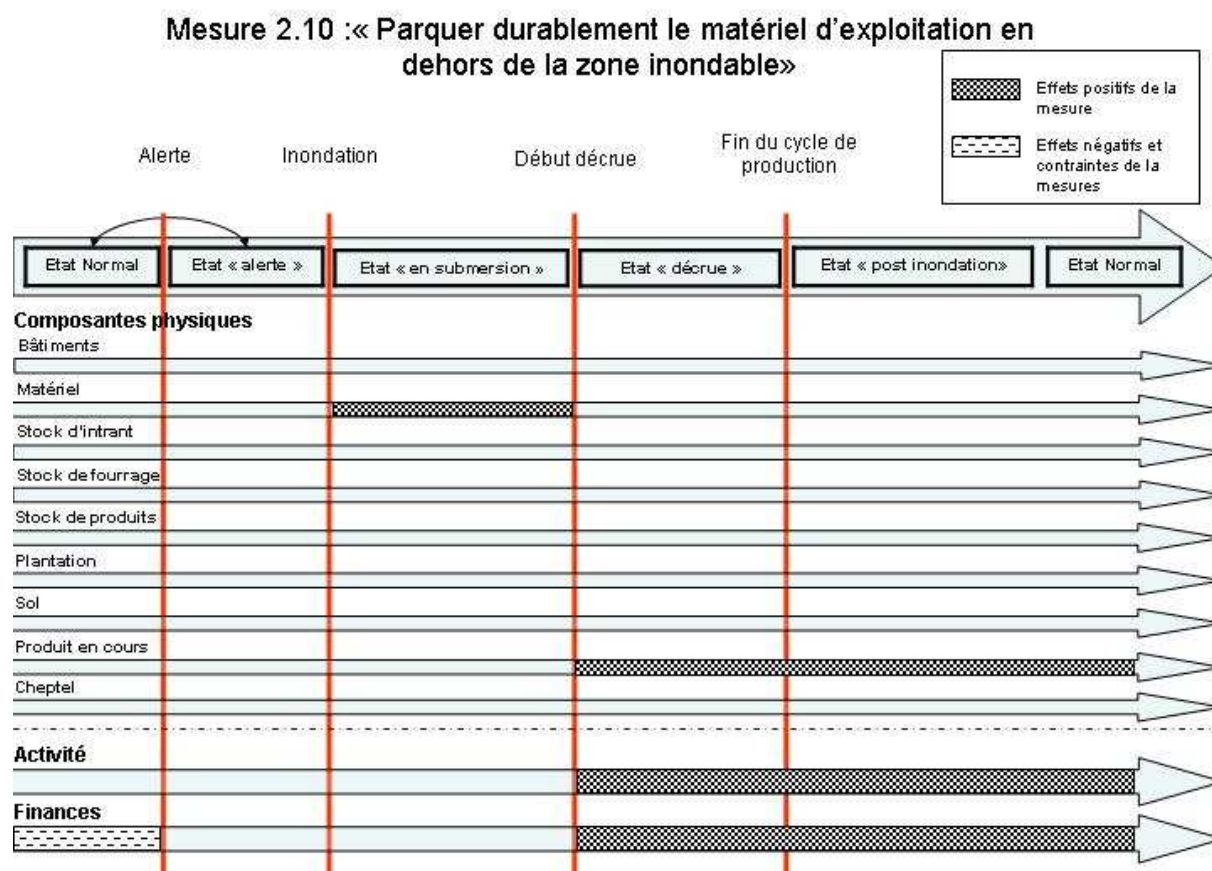 Mesure 2.10 :« Parquer durablement le matériel d'exploitation en
dehors de la zone inondable»
Effets positifs de la
mesure
Effets négatifs et
contraintes de la
mesures
Alerte
Inondation
Début décrue
Fin du cycle de
production
Etat Normal
Etat « alerte »
Etat « en submersion »
Etat « décrue »
Etat « post inondation»
Etat Normal
Composantes physiques
Bâtiments
Matériel
Stock d'intrant
Stock de fourrage
Stock de produits
Plantation
Sol
Produit en cours
Cheptel
Activité
Finances